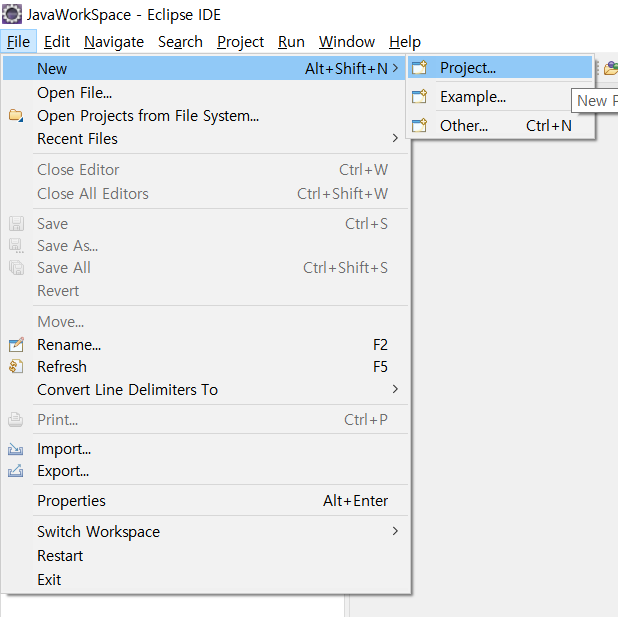 JavaWorkSpace - Eclipse IDE
File Edit Navigate Search Project Run Window Help
New Alt+Shift+N
Open File...
Open Projects from File System...
Recent Files
Close Editor Ctrl+W
Close All Editors Ctrl+Shift+W
Save Ctrl+S
Save As...
Save All Ctrl+Shift+S
Revert
Move...
Rename... F2
Refresh F5
Convert Line Delimiters To
Print... Ctrl+P
Import...
Export...
Properties Alt+Enter
Switch Workspace
Restart
Exit
Project...
Example...
New
Other... Ctrl+N